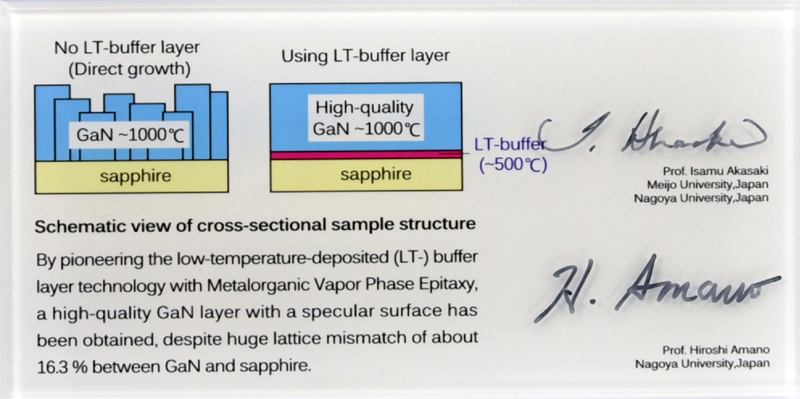 No LT-buffer layer
(Direct growth)
GaN ~1000℃
sapphire
Using LT-buffer layer
High-quality
GaN ~1000℃
sapphire
LT-buffer
(~500℃)
Schematic view of cross-sectional sample structure
By pioneering the low-temperature-deposited (LT-) buffer
layer technology with Metalorganic Vapor Phase Epitaxy,
a high-quality GaN layer with a specular surface has
been obtained, despite huge lattice mismatch of about
16.3 % between GaN and sapphire.
I. Akasaki
Prof. Isamu Akasaki
Meijo University,Japan
Nagoya University,Japan
H. Amano
Prof. Hiroshi Amano
Nagoya University,Japan